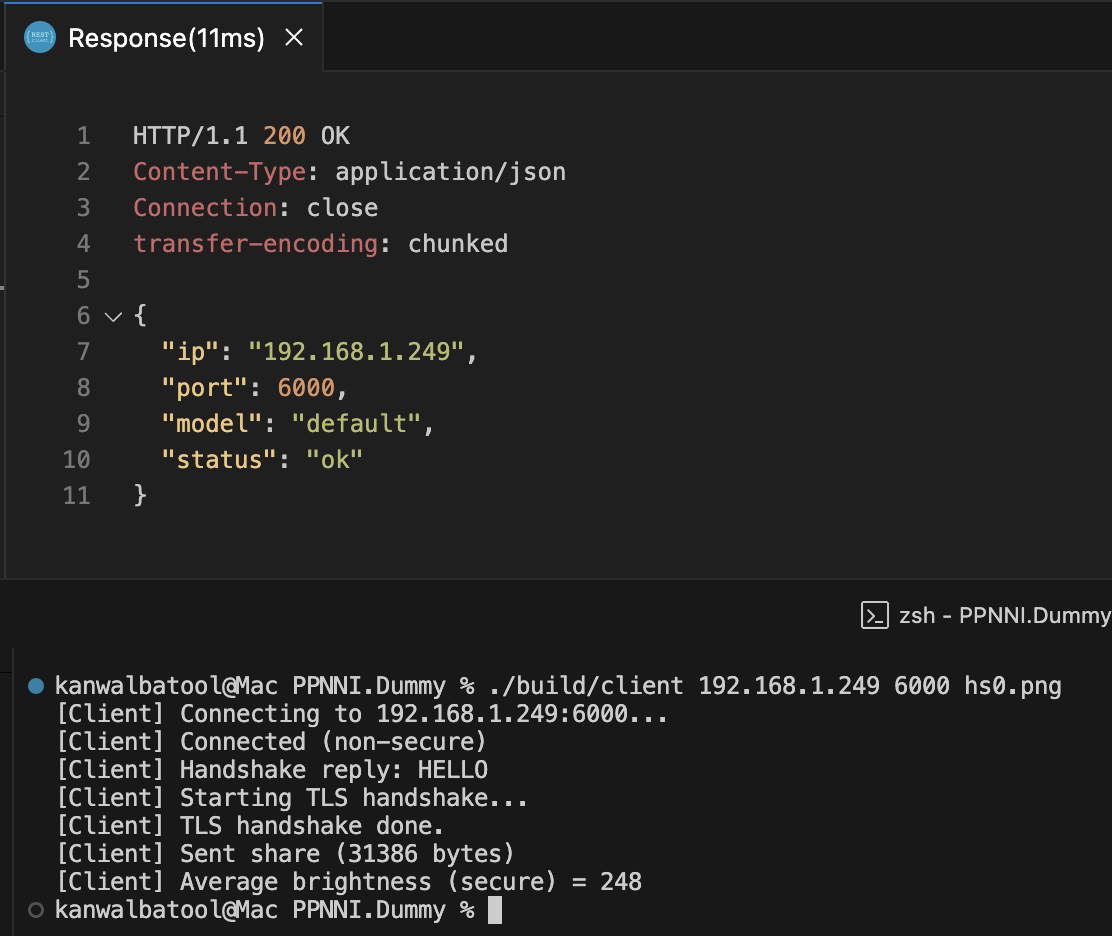 REST
Client
Response(11ms)
1 HTTP/1.1 200 OK
2 Content-Type: application/json
3 Connection: close
4 transfer-encoding: chunked
5
6 {
7 "ip": "192.168.1.249",
8 "port": 6000,
9 "model": "default",
10 "status": "ok"
11 }
zsh - PPNNI.Dummy
kanwalbatool@Mac PPNNI.Dummy % ./build/client 192.168.1.249 6000 hs0.png
[Client] Connecting to 192.168.1.249:6000...
[Client] Connected (non-secure)
[Client] Handshake reply: HELLO
[Client] Starting TLS handshake...
[Client] TLS handshake done.
[Client] Sent share (31386 bytes)
[Client] Average brightness (secure) = 248
kanwalbatool@Mac PPNNI.Dummy %